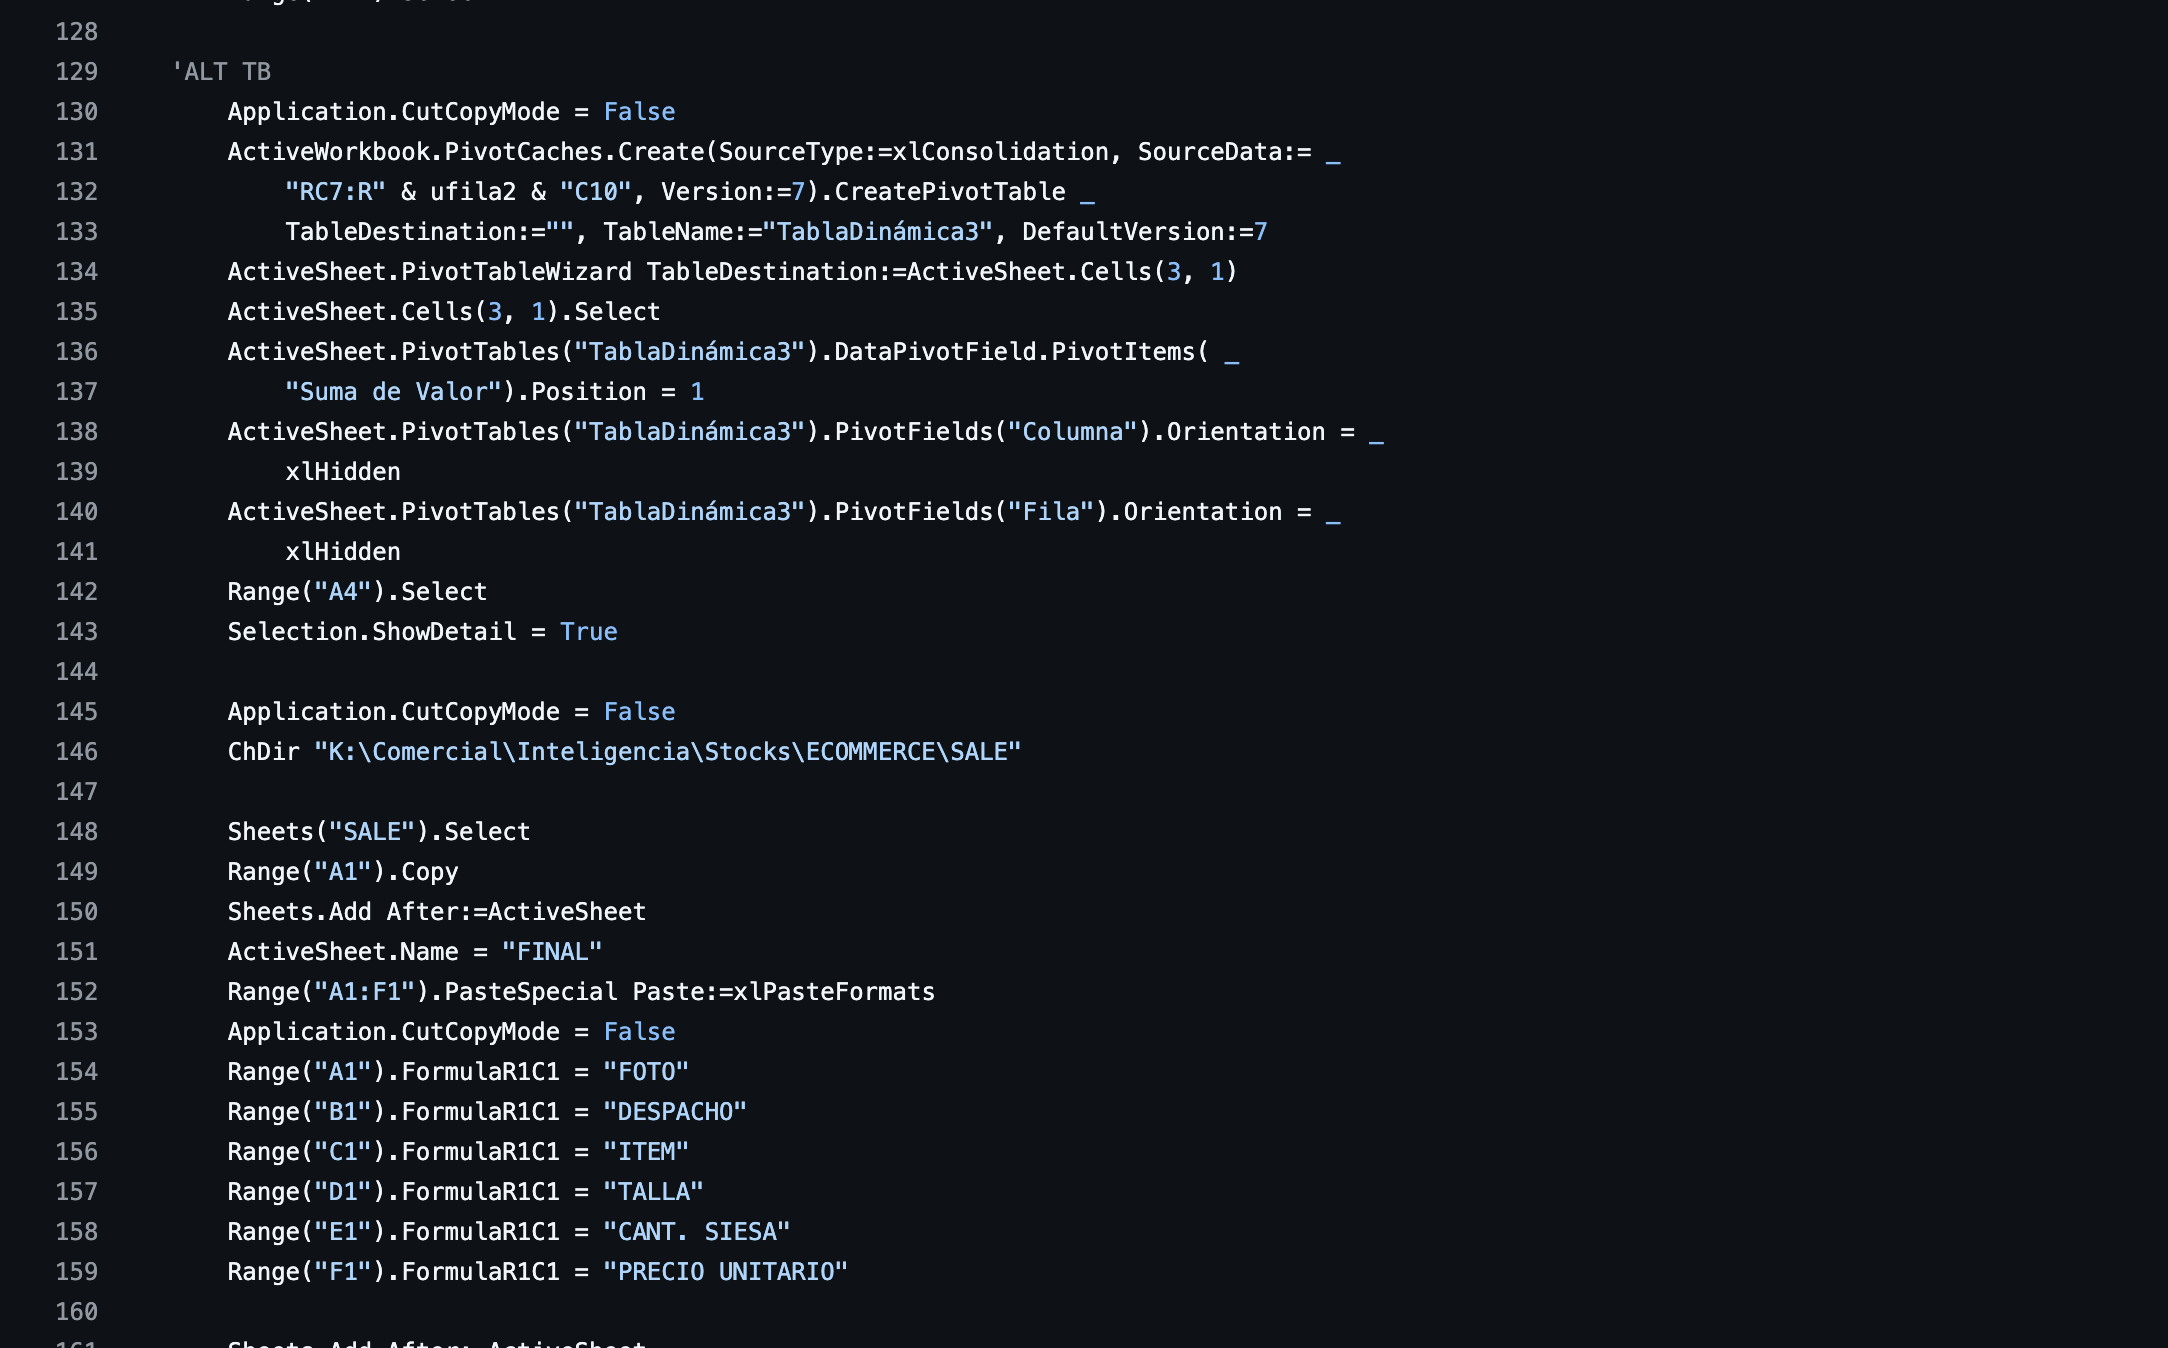 128
129 'ALT TB
130 Application.CutCopyMode = False
131 ActiveWorkbook.PivotCaches.Create(SourceType:=xlConsolidation, SourceData:= _
132 "RC7:R" & ufila2 & "C10", Version:=7).CreatePivotTable _
133 TableDestination:="", TableName:="TablaDinámica3", DefaultVersion:=7
134 ActiveSheet.PivotTableWizard TableDestination:=ActiveSheet.Cells(3, 1)
135 ActiveSheet.Cells(3, 1).Select
136 ActiveSheet.PivotTables("TablaDinámica3").DataPivotField.PivotItems( _
137 "Suma de Valor").Position = 1
138 ActiveSheet.PivotTables("TablaDinámica3").PivotFields("Columna").Orientation = _
139 xlHidden
140 ActiveSheet.PivotTables("TablaDinámica3").PivotFields("Fila").Orientation = _
141 xlHidden
142 Range("A4").Select
143 Selection.ShowDetail = True
144
145 Application.CutCopyMode = False
146 ChDir "K:\Comercial\Inteligencia\Stocks\ECOMMERCE\SALE"
147
148 Sheets("SALE").Select
149 Range("A1").Copy
150 Sheets.Add After:=ActiveSheet
151 ActiveSheet.Name = "FINAL"
152 Range("A1:F1").PasteSpecial Paste:=xlPasteFormats
153 Application.CutCopyMode = False
154 Range("A1").FormulaR1C1 = "FOTO"
155 Range("B1").FormulaR1C1 = "DESPACHO"
156 Range("C1").FormulaR1C1 = "ITEM"
157 Range("D1").FormulaR1C1 = "TALLA"
158 Range("E1").FormulaR1C1 = "CANT. SIESA"
159 Range("F1").FormulaR1C1 = "PRECIO UNITARIO"
160
161 Sheets.Add After:=ActiveSheet